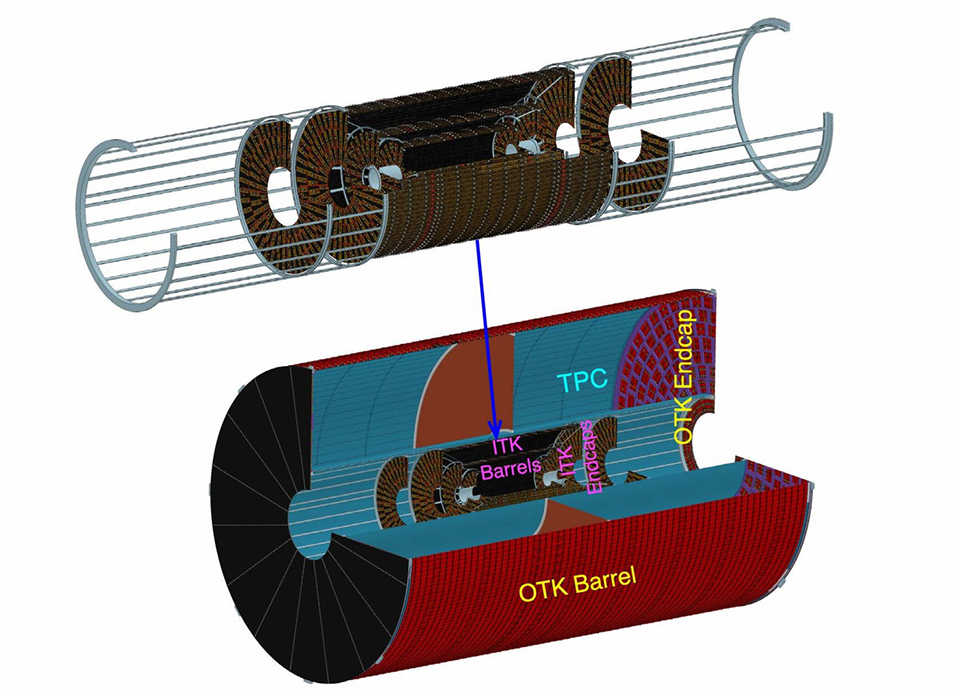 TPC
OTK Endcap
ITK
Barrels
ITK
Endcaps
OTK Barrel